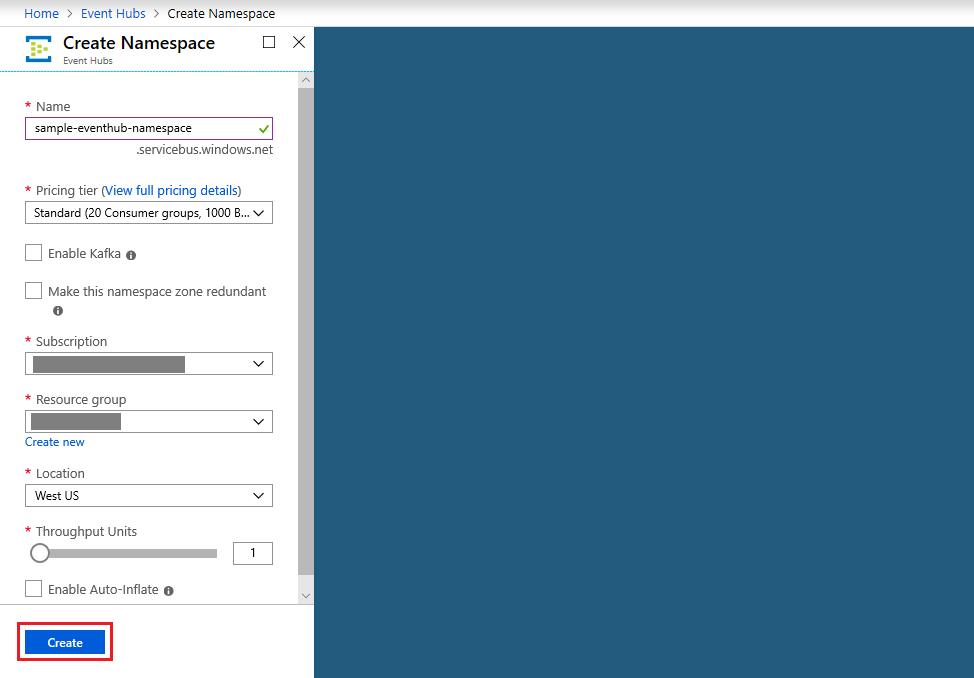 Home > Event Hubs > Create Namespace
Create Namespace
Event Hubs
* Name
sample-eventhub-namespace
.servicebus.windows.net
* Pricing tier (View full pricing details)
Standard (20 Consumer groups, 1000 B...
Enable Kafka
Make this namespace zone redundant
* Subscription
* Resource group
Create new
* Location
West US
* Throughput Units
1
Enable Auto-Inflate
Create